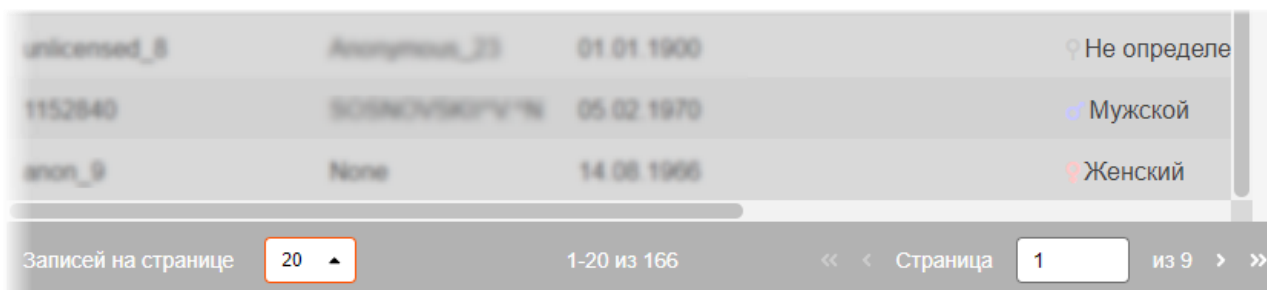 unlicensed_8 Anonymous_23 01.01.1900 Не определе
1152840 05.02.1970 Мужской
anon_9 None 14.08.1966 Женский
Записей на странице 20 1-20 из 166 « ‹ Страница 1 из 9 › »